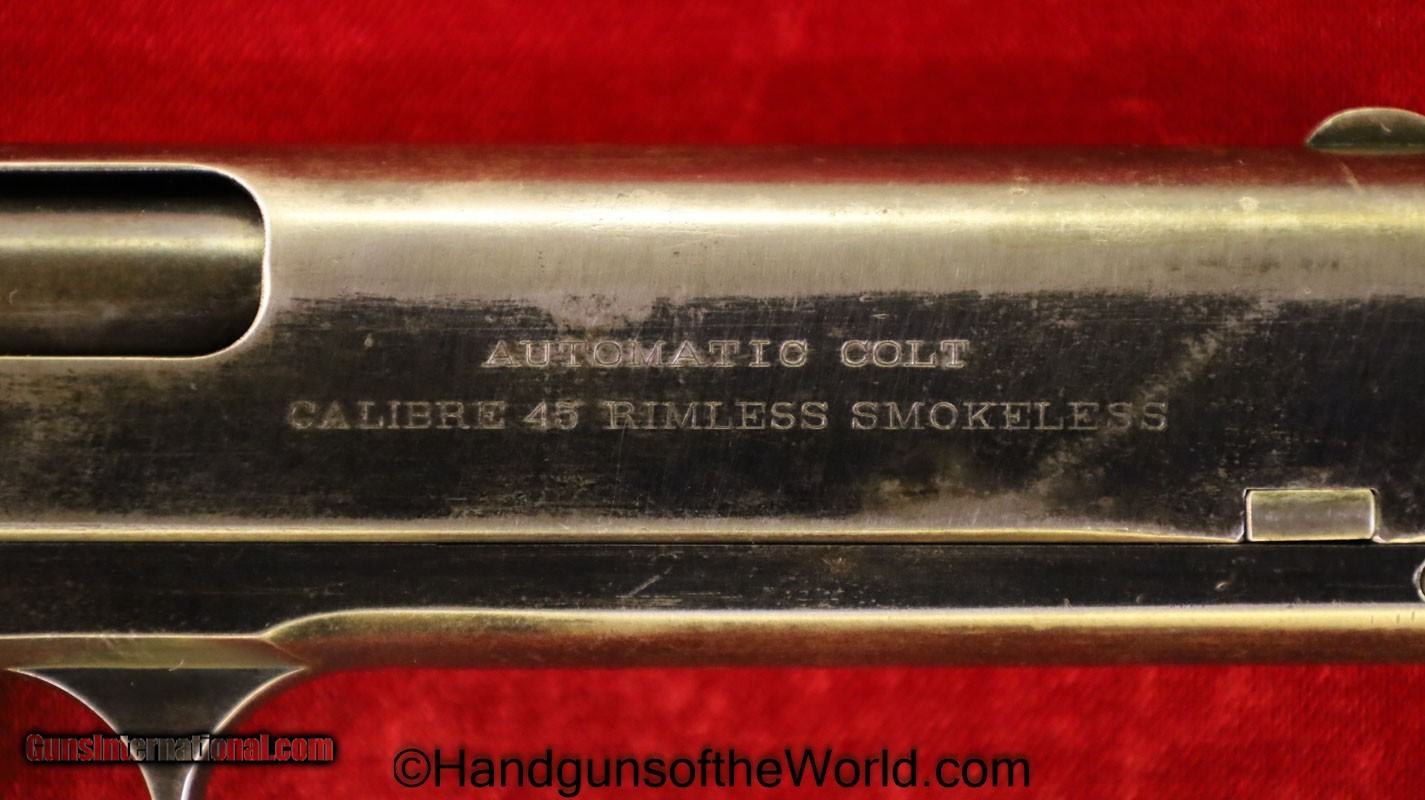 AUTOMATIC COLT
CALIBRE 45 RIMLESS SMOKELESS
GunsInternational.com
©HandgunsoftheWorld.com